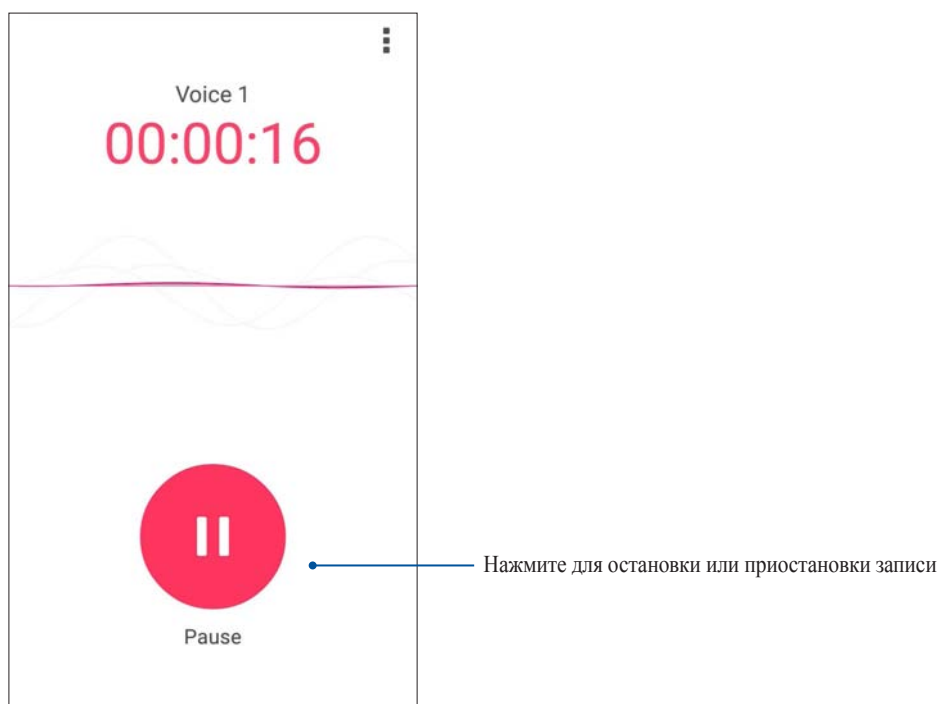 Voice 1
00:00:16
Нажмите для остановки или приостановки записи
Pause